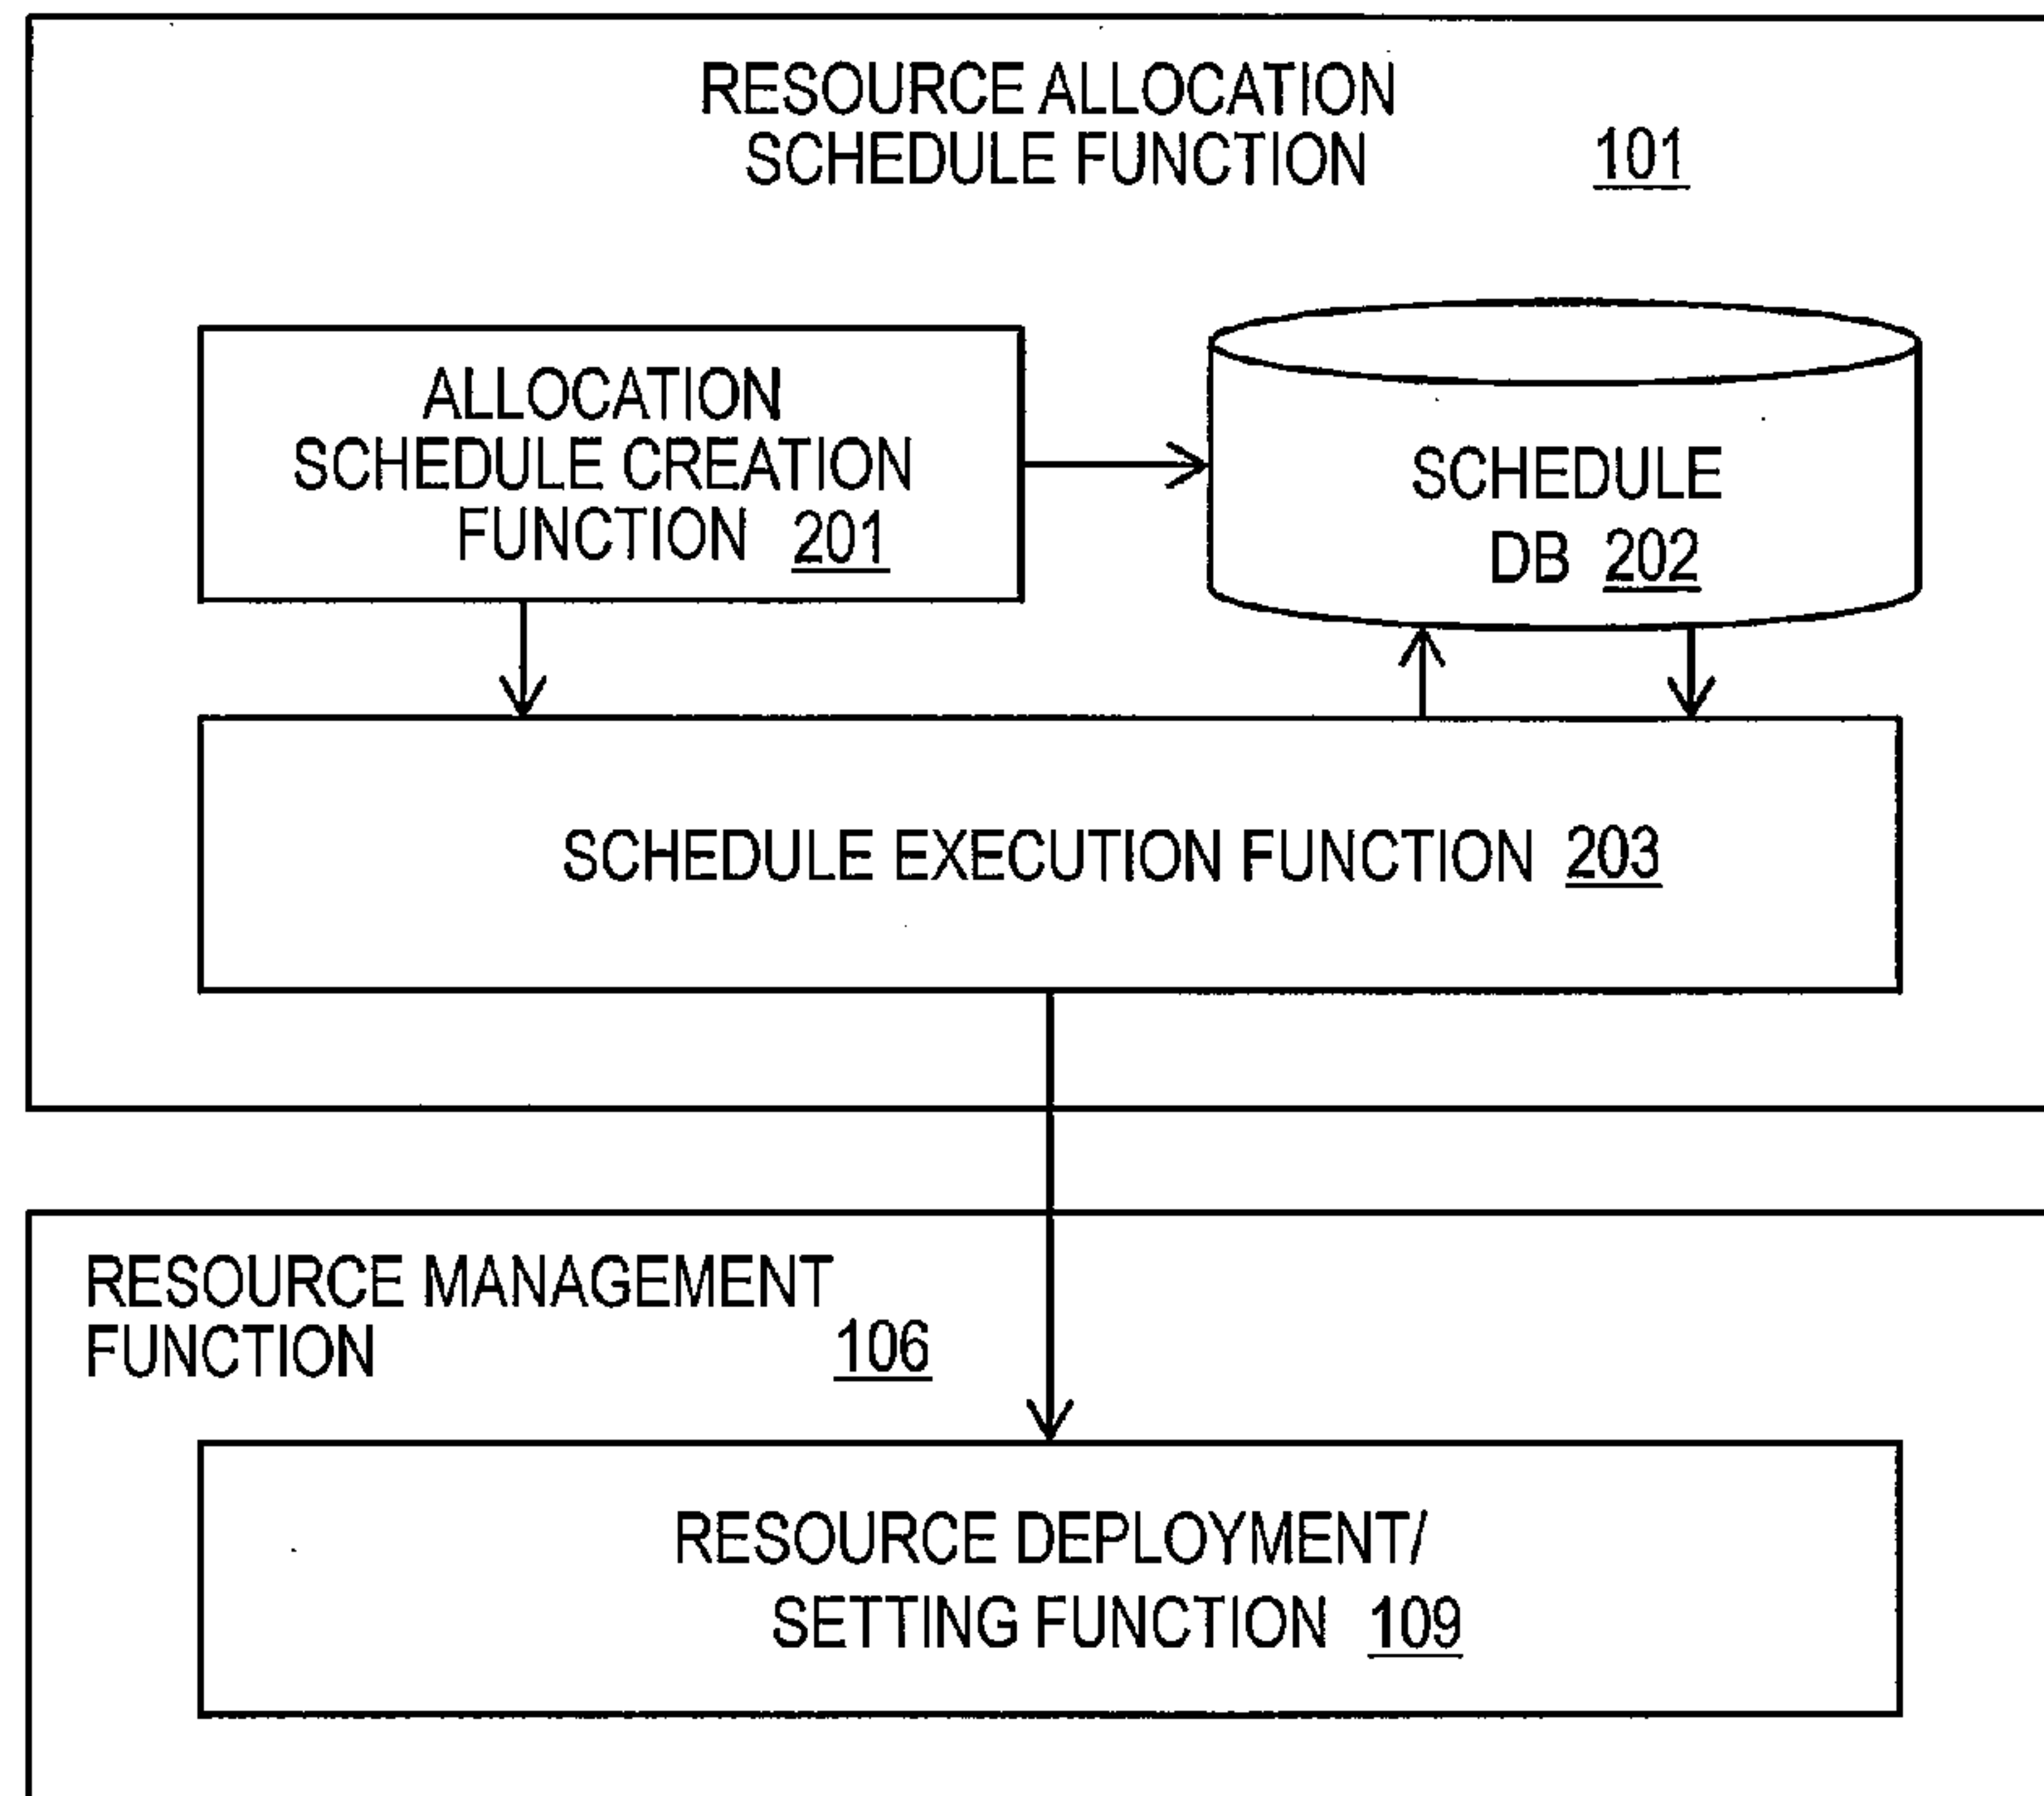 RESOURCE ALLOCATION
SCHEDULE FUNCTION 101
ALLOCATION
SCHEDULE CREATION
FUNCTION 201
SCHEDULE
DB 202
SCHEDULE EXECUTION FUNCTION 203
RESOURCE MANAGEMENT
FUNCTION 106
RESOURCE DEPLOYMENT/
SETTING FUNCTION 109